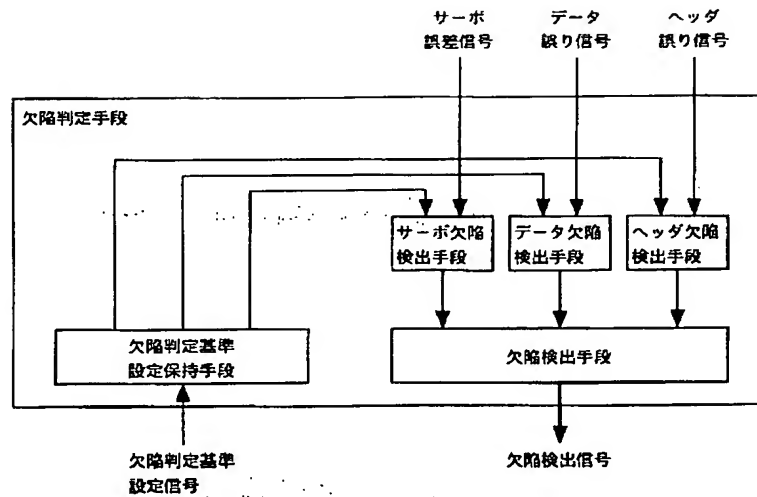 サーボ
誤差信号
データ
誤り信号
ヘッダ
誤り信号
欠陥判定手段
サーボ欠陥
検出手段
データ欠陥
検出手段
ヘッダ欠陥
検出手段
欠陥判定基準
設定保持手段
欠陥検出手段
欠陥判定基準
設定信号
欠陥検出信号